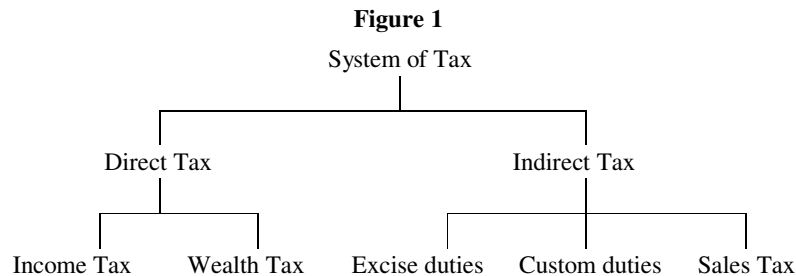 Figure 1
System of Tax
Direct Tax Indirect Tax
Income Tax Wealth Tax Excise duties Custom duties Sales Tax